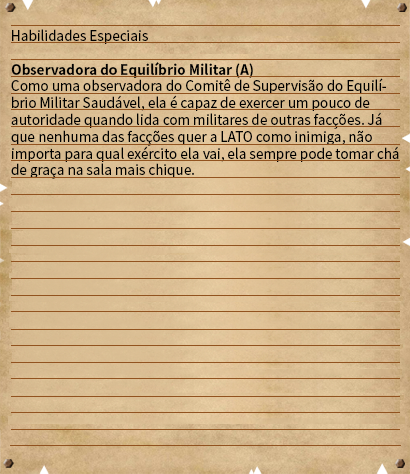 Habilidades Especiais
Observadora do Equilíbrio Militar (A)
Como uma observadora do Comitê de Supervisão do Equilí-
brio Militar Saudável, ela é capaz de exercer um pouco de
autoridade quando lida com militares de outras facções. Já
que nenhuma das facções quer a LATO como inimiga, não
importa para qual exército ela vai, ela sempre pode tomar chá
de graça na sala mais chique.